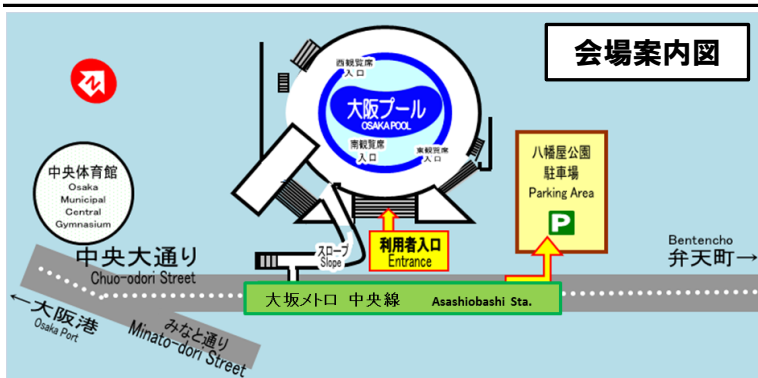 会場案内図
西観覧席
入口
大阪プール
OSAKA POOL
南観覧席
入口
東観覧席
入口
八幡屋公園
駐車場
Parking Area
P
中央体育館
Osaka
Municipal
Central
Gymnasium
スロープ
Slope
利用者入口
Entrance
中央大通り
Chuo-odori Street
Bentencho
弁天町→
大坂メトロ 中央線 Asashiobashi Sta.
←大阪港
Osaka Port
みなと通り
Minato-dori Street
N